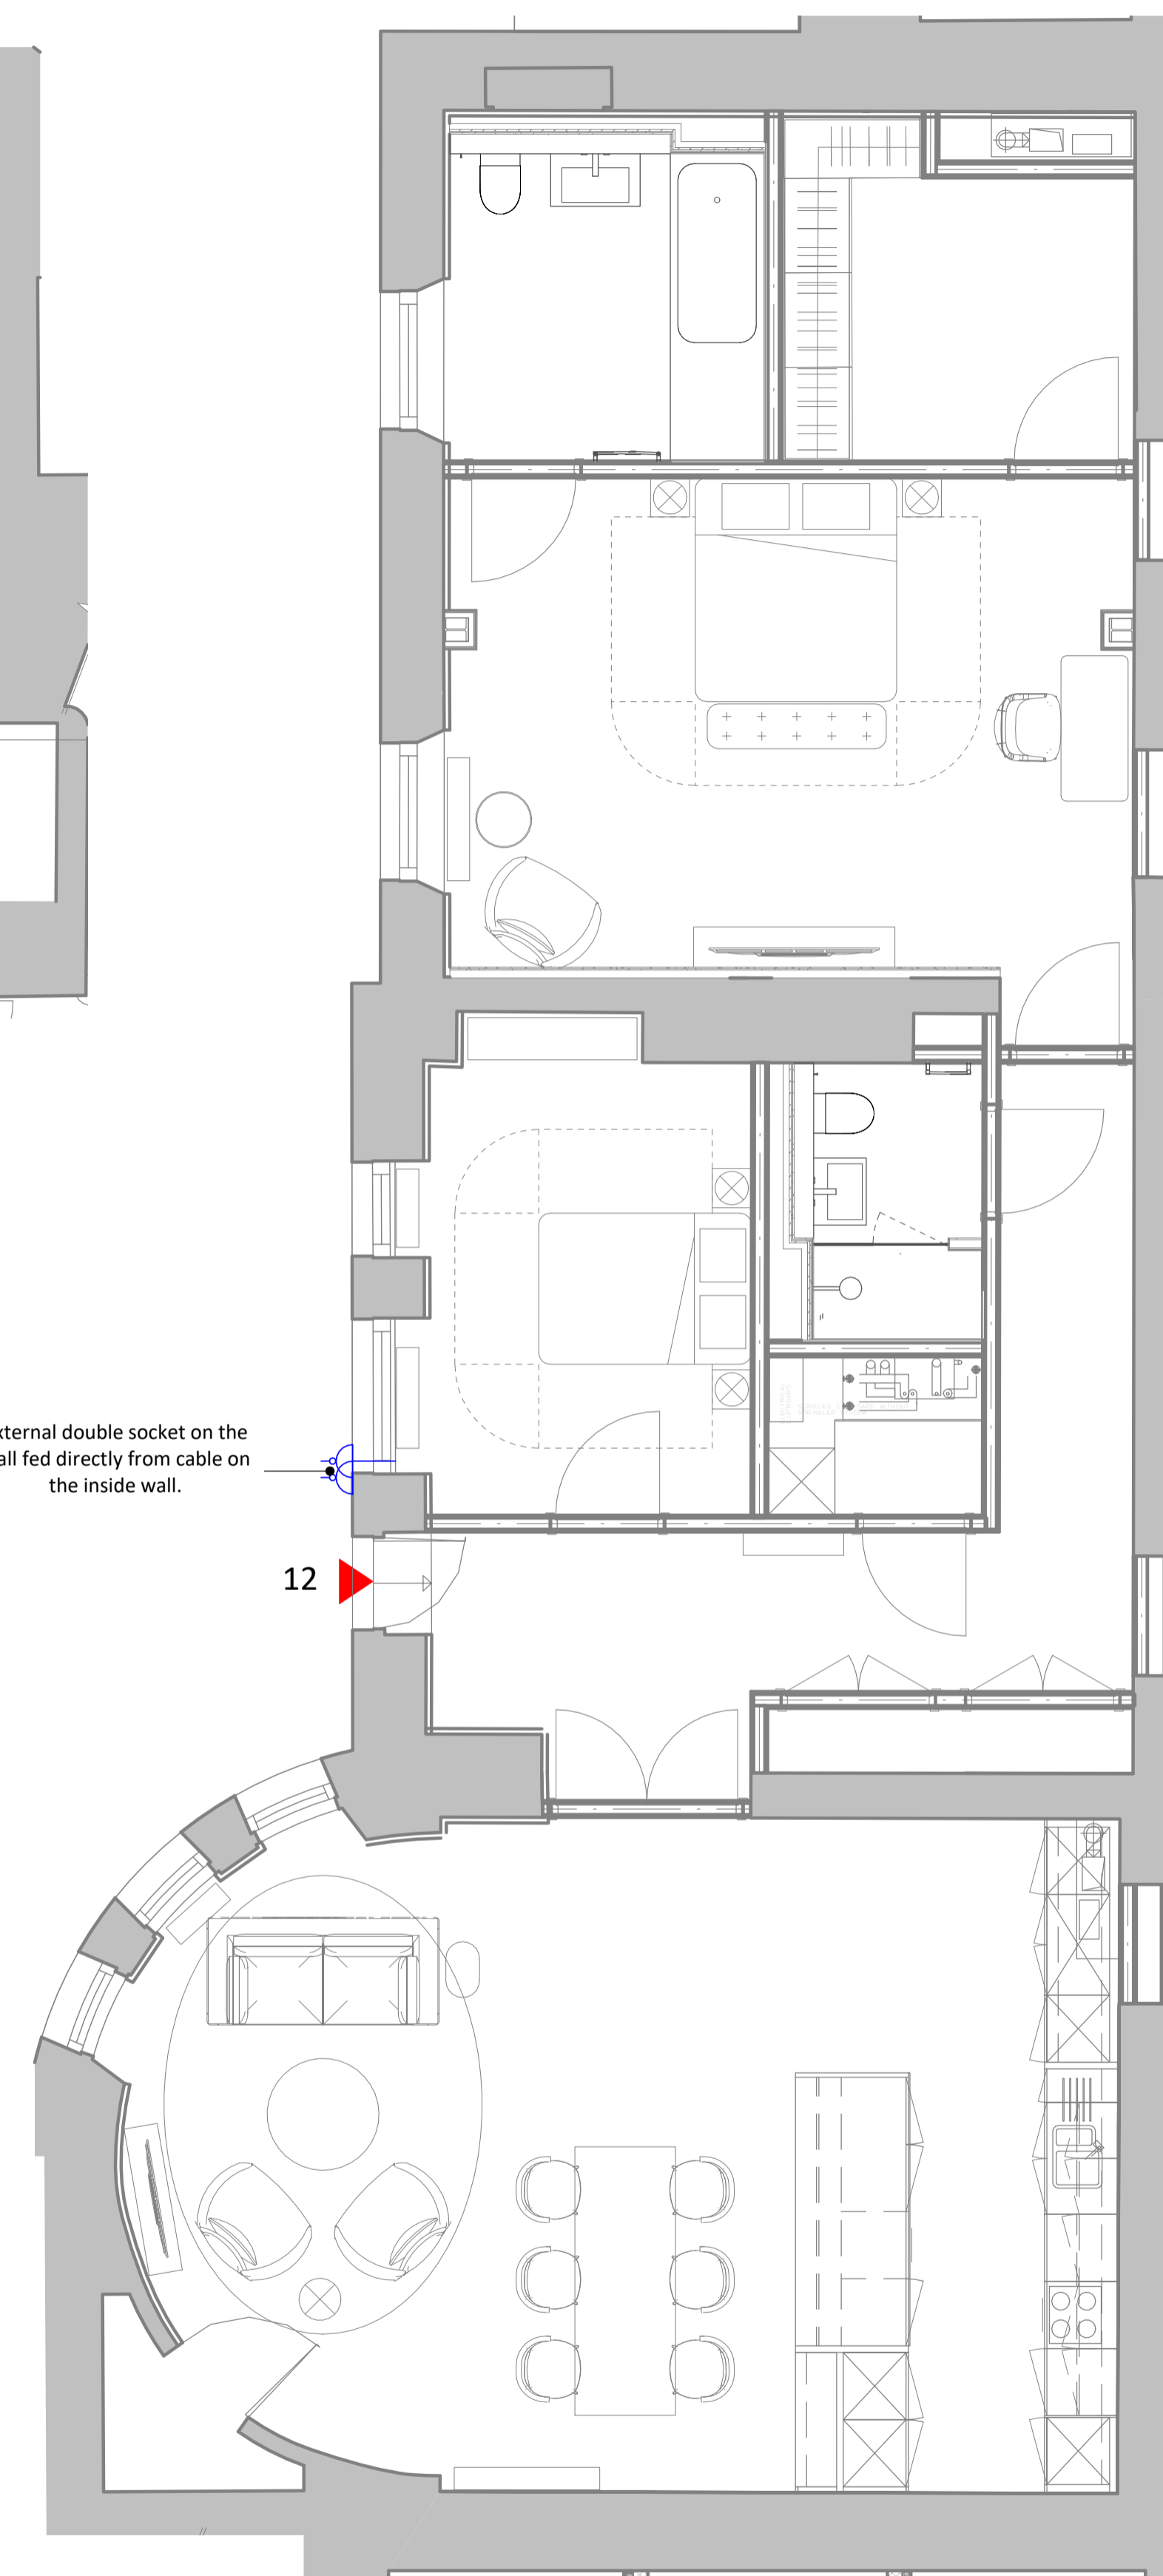 xternal double socket on the
all fed directly from cable on
the inside wall.
12